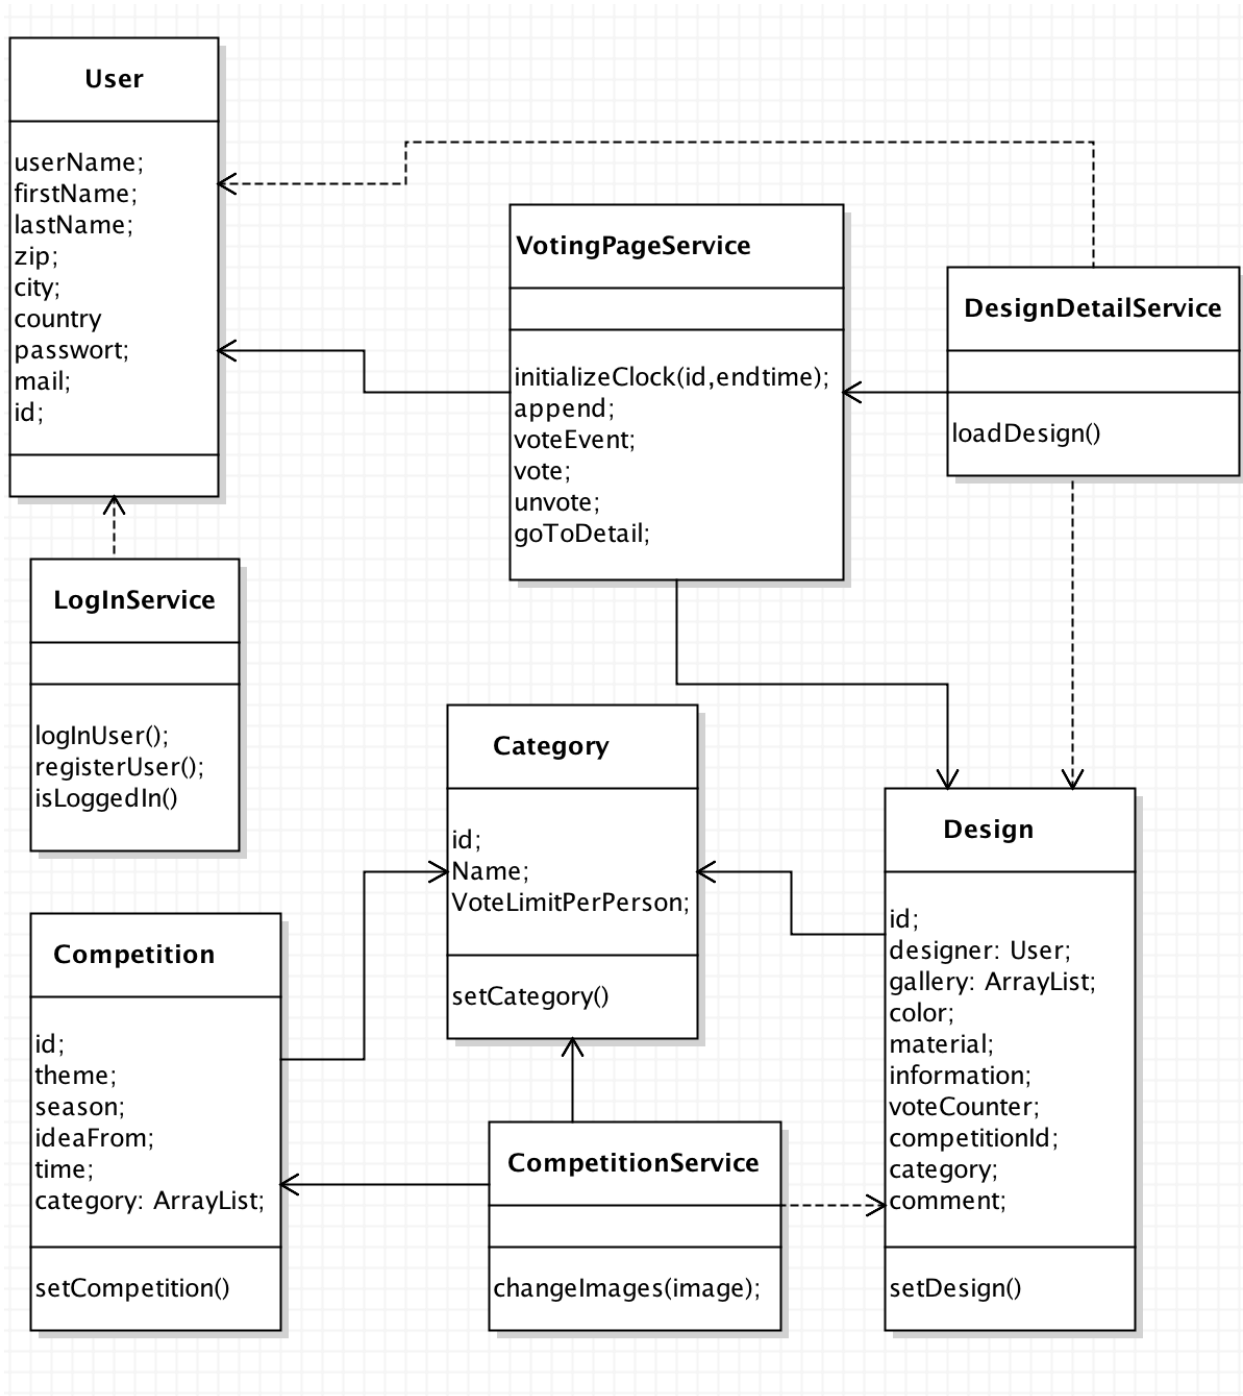 User
userName;
firstName;
lastName;
zip;
city;
country
passwort;
mail;
id;
VotingPageService
initializeClock(id,endtime);
append;
voteEvent;
vote;
unvote;
goToDetail;
DesignDetailService
loadDesign()
LogInService
logInUser();
registerUser();
isLoggedIn()
Category
id;
Name;
VoteLimitPerPerson;
setCategory()
Design
id;
designer: User;
gallery: ArrayList;
color;
material;
information;
voteCounter;
competitionId;
category;
comment;
setDesign()
Competition
id;
theme;
season;
ideaFrom;
time;
category: ArrayList;
setCompetition()
CompetitionService
changeImages(image);